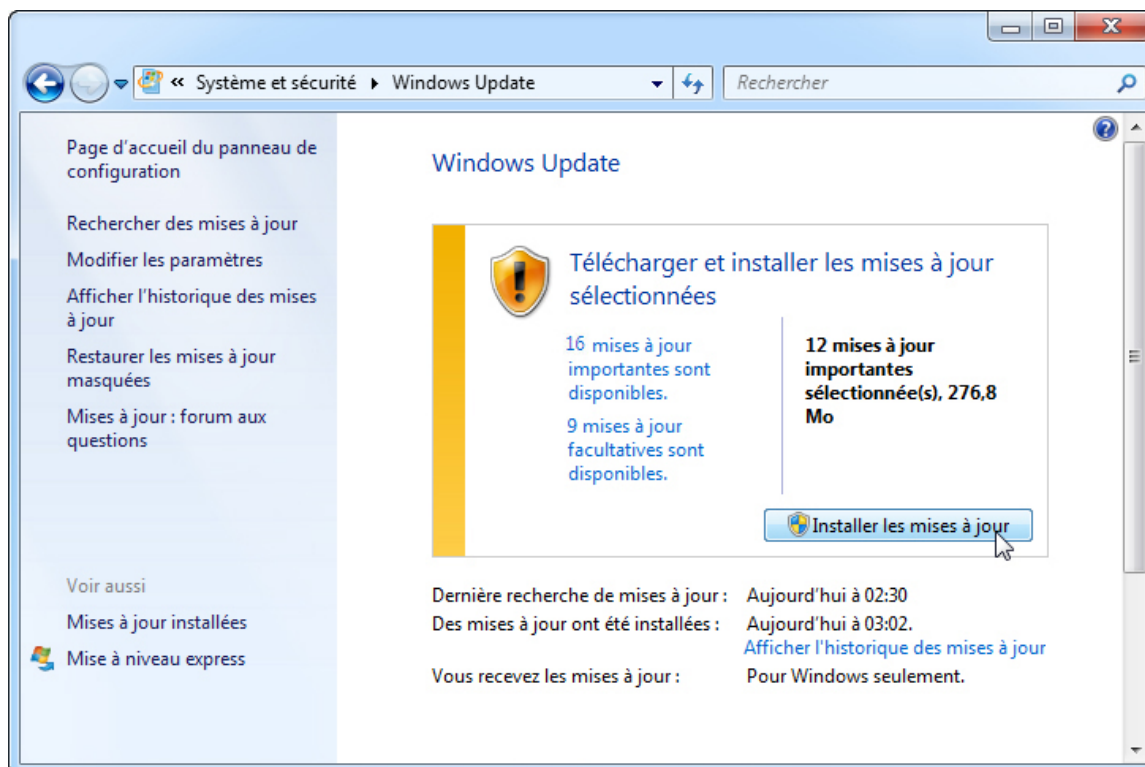 « Système et sécurité ▸ Windows Update
Rechercher
Page d'accueil du panneau de
configuration
Rechercher des mises à jour
Modifier les paramètres
Afficher l'historique des mises
à jour
Restaurer les mises à jour
masquées
Mises à jour : forum aux
questions
Voir aussi
Mises à jour installées
Mise à niveau express
Windows Update
Télécharger et installer les mises à jour
sélectionnées
16 mises à jour
importantes sont
disponibles.
9 mises à jour
facultatives sont
disponibles.
12 mises à jour
importantes
sélectionnée(s), 276,8
Mo
Installer les mises à jour
Dernière recherche de mises à jour : Aujourd'hui à 02:30
Des mises à jour ont été installées : Aujourd'hui à 03:02.
Afficher l'historique des mises à jour
Vous recevez les mises à jour : Pour Windows seulement.